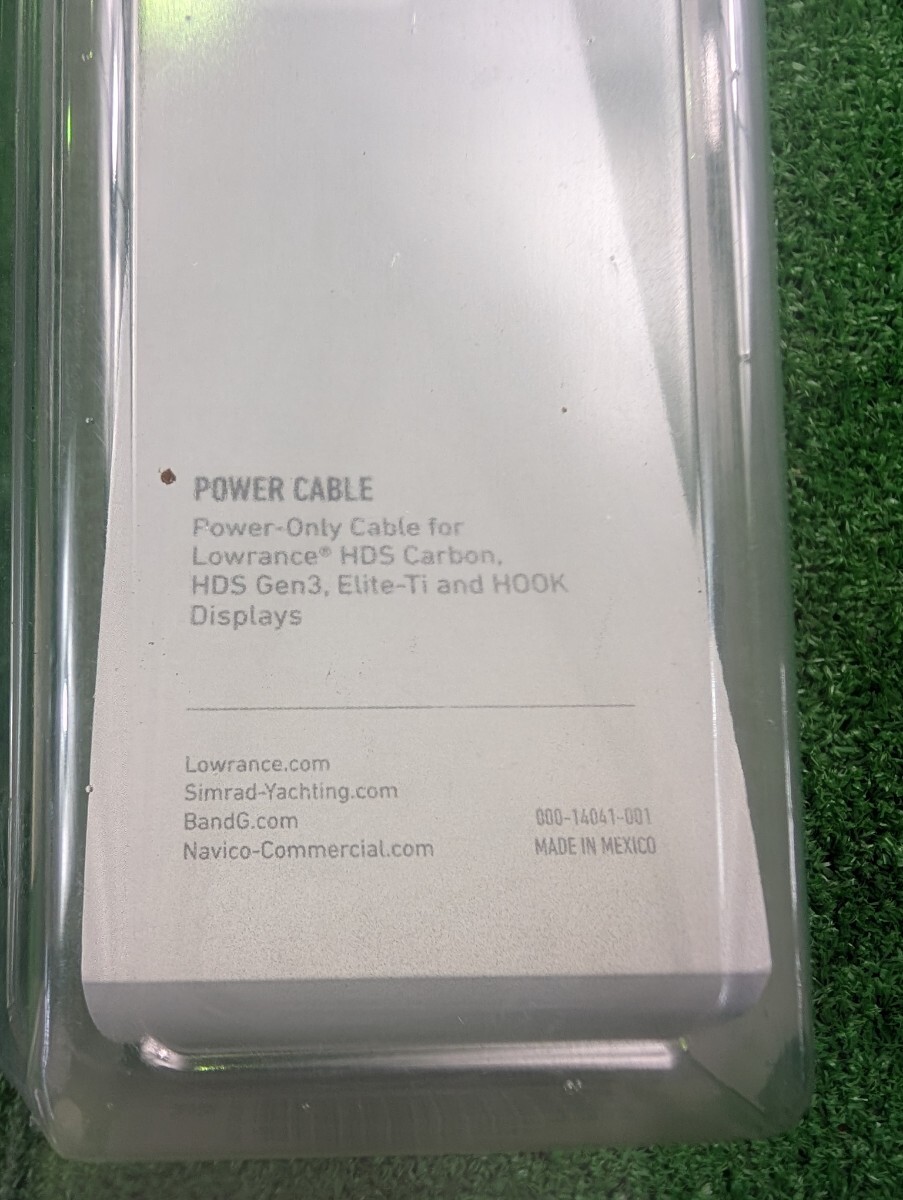 POWER CABLE
Power-Only Cable for
Lowrance® HDS Carbon,
HDS Gen3, Elite-Ti and HOOK
Displays
Lowrance.com
Simrad-Yachting.com
BandG.com
Navico-Commercial.com
000-14041-001
MADE IN MEXICO